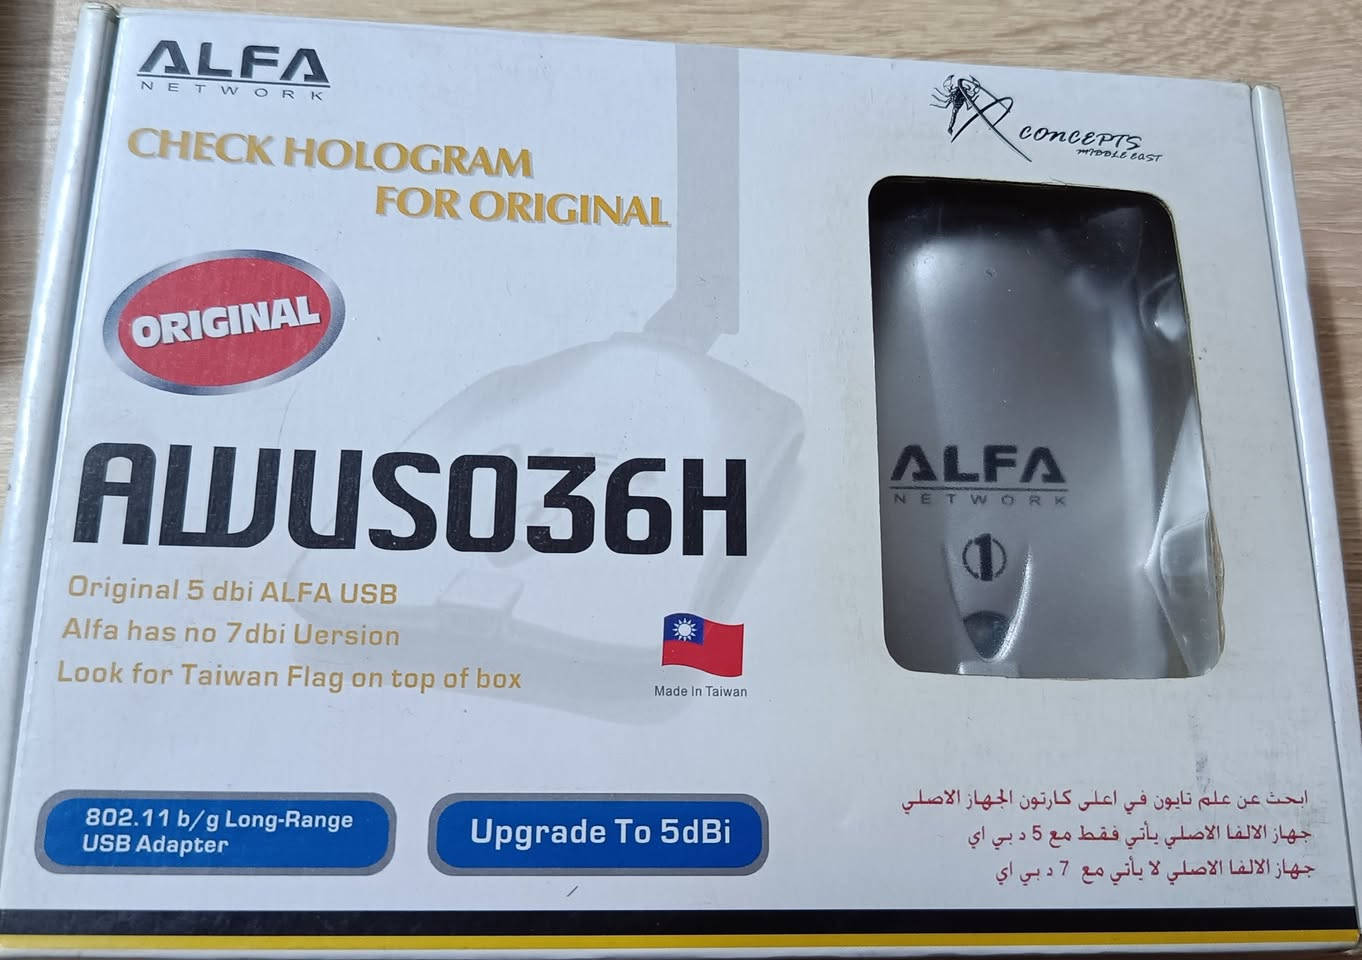 ALFA
NETWORK
CONCEPTS
MIDDLE EAST
CHECK HOLOGRAM
FOR ORIGINAL
ORIGINAL
AWUS036H
Original 5 dbi ALFA USB
Alfa has no 7dbi Uersion
Look for Taiwan Flag on top of box
Made In Taiwan
ALFA
NETWORK
1
802.11 b/g Long-Range
USB Adapter
Upgrade To 5dBi
ابحث عن علم تايون في اعلى كارتون الجهاز الاصلي
جهاز الالفا الاصلي يأتي فقط مع 5 د بي اي
جهاز الالفا الاصلي لا يأتي مع 7 د بي اي